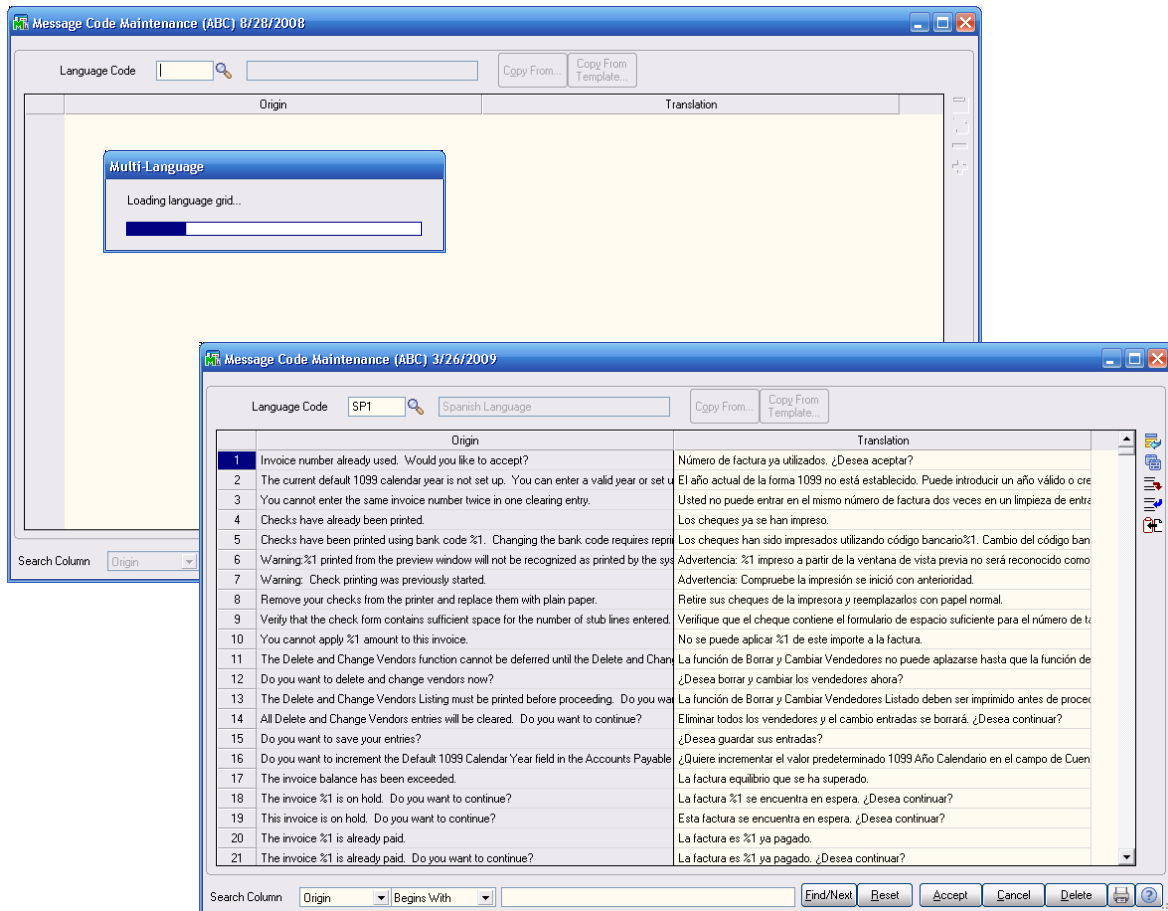 Message Code Maintenance (ABC) 8/28/2008
Language Code
Copy From...
Copy From Template...
Origin Translation
Multi-Language
Loading language grid...
Search Column Origin
Message Code Maintenance (ABC) 3/26/2009
Language Code SP1 Spanish Language
Copy From...
Copy From Template...
Origin Translation
1 Invoice number already used. Would you like to accept? Número de factura ya utilizados. ¿Desea aceptar?
2 The current default 1099 calendar year is not set up. You can enter a valid year or set u El año actual de la forma 1099 no está establecido. Puede introducir un año válido o cre
3 You cannot enter the same invoice number twice in one clearing entry. Usted no puede entrar en el mismo número de factura dos veces en un limpieza de entra
4 Checks have already been printed. Los cheques ya se han impreso.
5 Checks have been printed using bank code %1. Changing the bank code requires repri Los cheques han sido impresados utilizando código bancario%1. Cambio del código ban
6 Warning:%1 printed from the preview window will not be recognized as printed by the sys Advertencia: %1 impreso a partir de la ventana de vista previa no será reconocido como
7 Warning: Check printing was previously started. Advertencia: Compruebe la impresión se inició con anterioridad.
8 Remove your checks from the printer and replace them with plain paper. Retire sus cheques de la impresora y reemplazarlos con papel normal.
9 Verify that the check form contains sufficient space for the number of stub lines entered. Verifique que el cheque contiene el formulario de espacio suficiente para el número de ta
10 You cannot apply %1 amount to this invoice. No se puede aplicar %1 de este importe a la factura.
11 The Delete and Change Vendors function cannot be deferred until the Delete and Chan La función de Borrar y Cambiar Vendedores no puede aplazarse hasta que la función de
12 Do you want to delete and change vendors now? ¿Desea borrar y cambiar los vendedores ahora?
13 The Delete and Change Vendors Listing must be printed before proceeding. Do you wa La función de Borrar y Cambiar Vendedores Listado deben ser imprimido antes de proced
14 All Delete and Change Vendors entries will be cleared. Do you want to continue? Eliminar todos los vendedores y el cambio entradas se borrará. ¿Desea continuar?
15 Do you want to save your entries? ¿Desea guardar sus entradas?
16 Do you want to increment the Default 1099 Calendar Year field in the Accounts Payable ¿Quiere incrementar el valor predeterminado 1099 Año Calendario en el campo de Cuen
17 The invoice balance has been exceeded. La factura equilibrio que se ha superado.
18 The invoice %1 is on hold. Do you want to continue? La factura %1 se encuentra en espera. ¿Desea continuar?
19 This invoice is on hold. Do you want to continue? Esta factura se encuentra en espera. ¿Desea continuar?
20 The invoice %1 is already paid. La factura es %1 ya pagado.
21 The invoice %1 is already paid. Do you want to continue? La factura es %1 ya pagado. ¿Desea continuar?
Search Column Origin Begins With Find/Next Reset Accept Cancel Delete